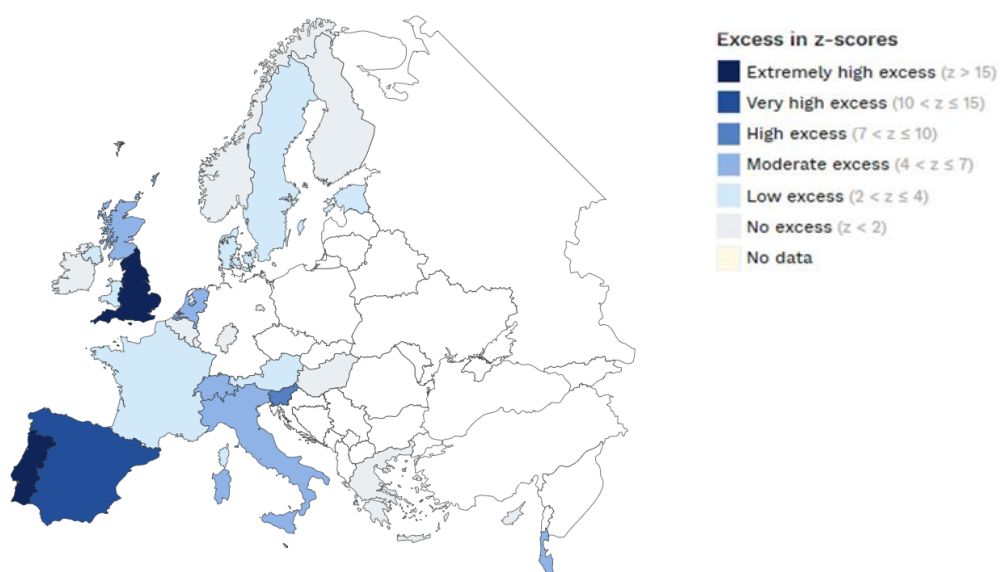 Excess in z-scores
Extremely high excess (z > 15)
Very high excess (10 < z ≤ 15)
High excess (7 < z ≤ 10)
Moderate excess (4 < z ≤ 7)
Low excess (2 < z ≤ 4)
No excess (z < 2)
No data